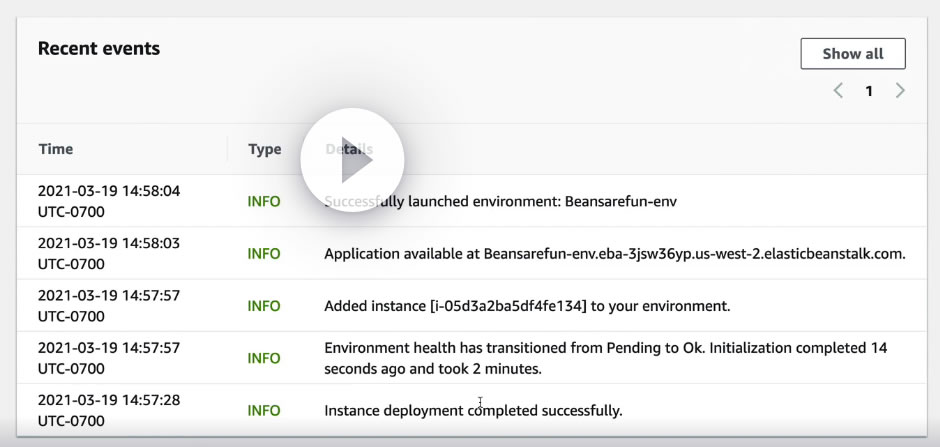 Recent events
Show all
1
Time Type Details
2021-03-19 14:58:04
UTC-0700
INFO
Successfully launched environment: Beansarefun-env
2021-03-19 14:58:03
UTC-0700
INFO
Application available at Beansarefun-env.eba-3jsw36yp.us-west-2.elasticbeanstalk.com.
2021-03-19 14:57:57
UTC-0700
INFO
Added instance [i-05d3a2ba5df4fe134] to your environment.
2021-03-19 14:57:57
UTC-0700
INFO
Environment health has transitioned from Pending to Ok. Initialization completed 14
seconds ago and took 2 minutes.
2021-03-19 14:57:28
UTC-0700
INFO
Instance deployment completed successfully.